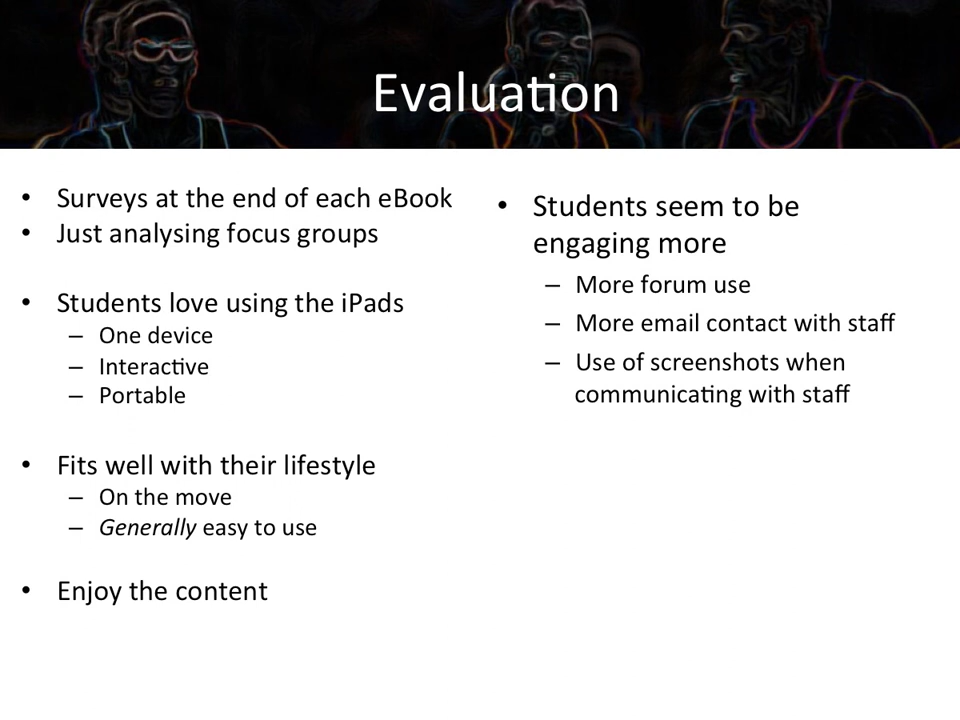 Evaluation
• Surveys at the end of each eBook
• Just analysing focus groups
• Students love using the iPads
– One device
– Interactive
– Portable
• Fits well with their lifestyle
– On the move
– Generally easy to use
• Enjoy the content
• Students seem to be
engaging more
– More forum use
– More email contact with staff
– Use of screenshots when
communicating with staff